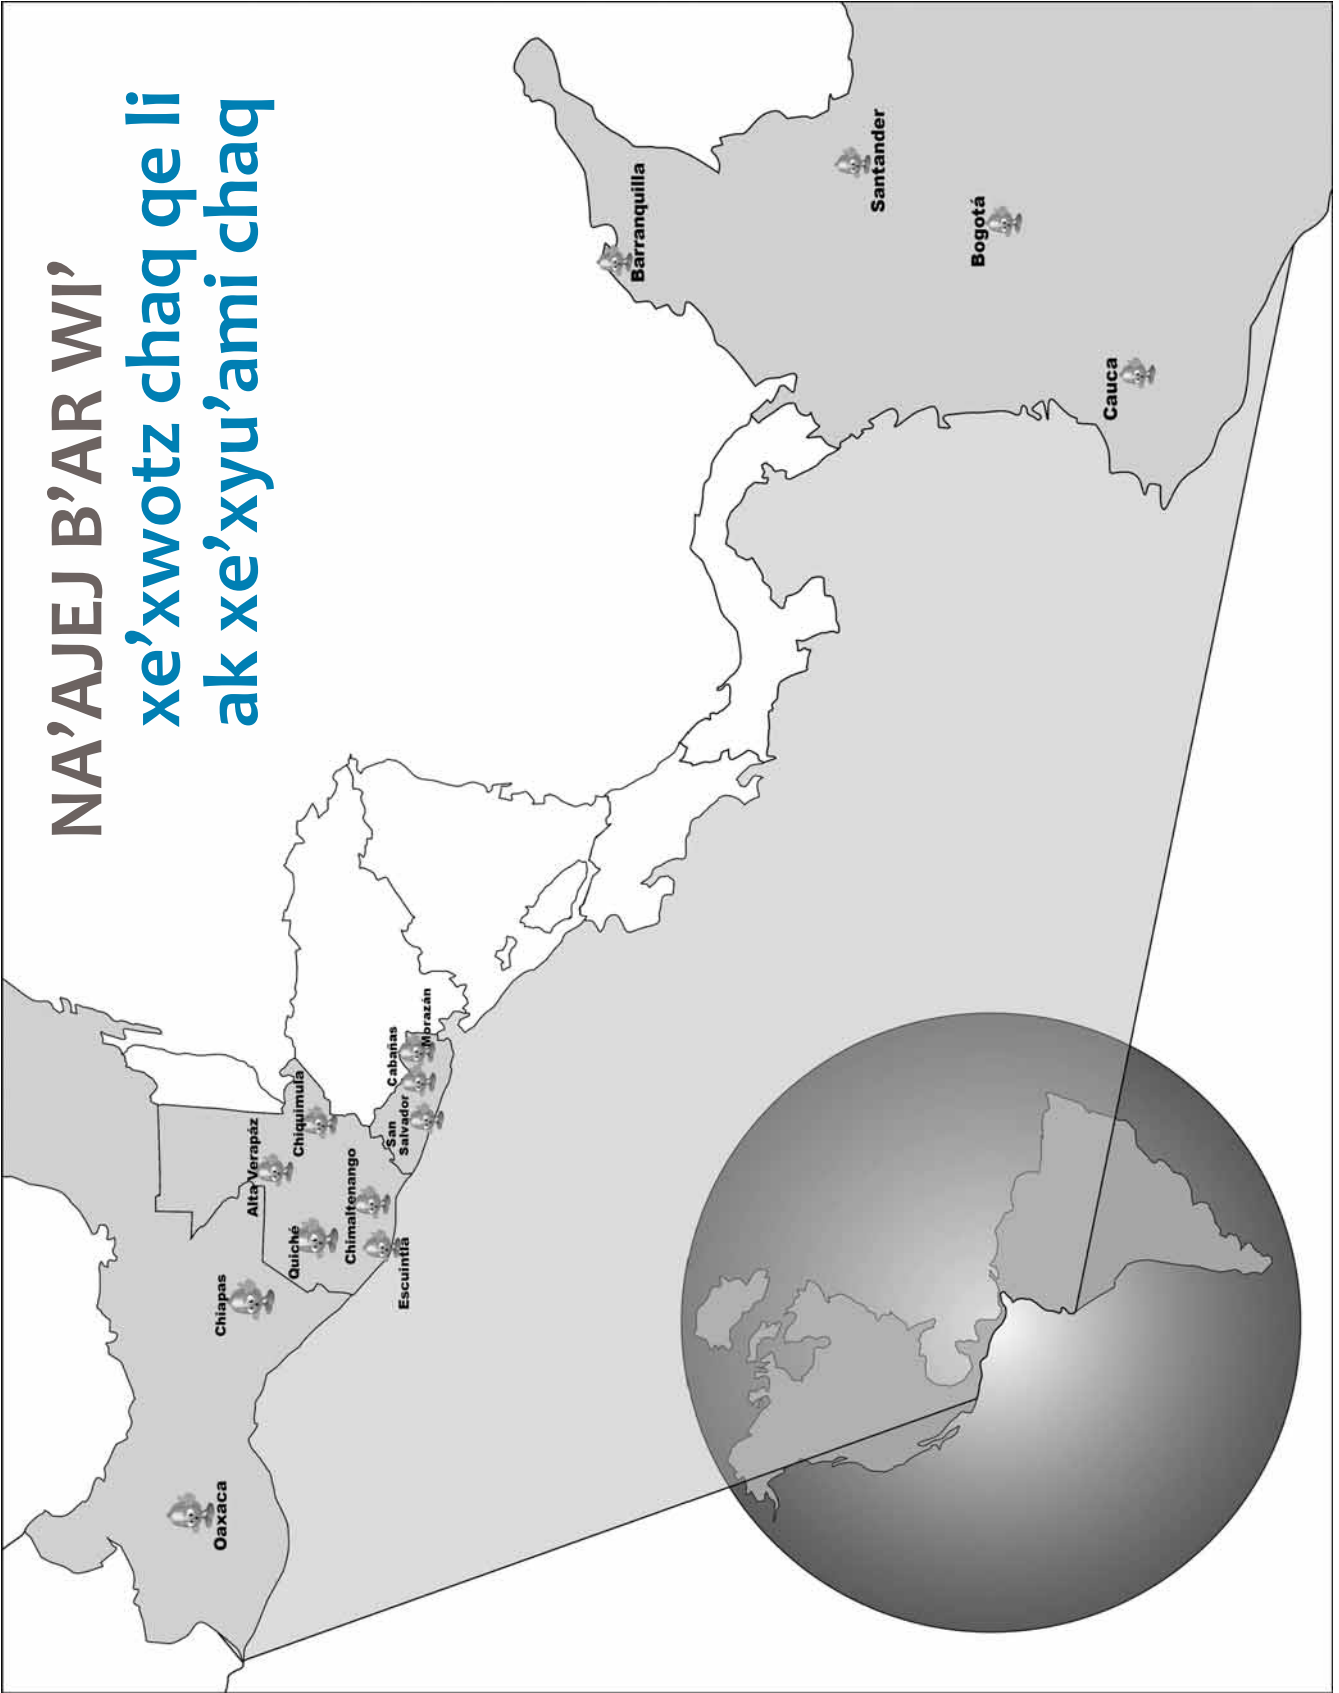 NA’AJEJ B’AR WI’
xe’xwotz chaq qe li
ak xe’xyu’ami chaq
Oaxaca
Chiapas
Quiché
Alta Verapáz
Chiquimula
Chimaltenango
Escuintla
San
Salvador
Cabañas
Morazán
Barranquilla
Santander
Bogotá
Cauca